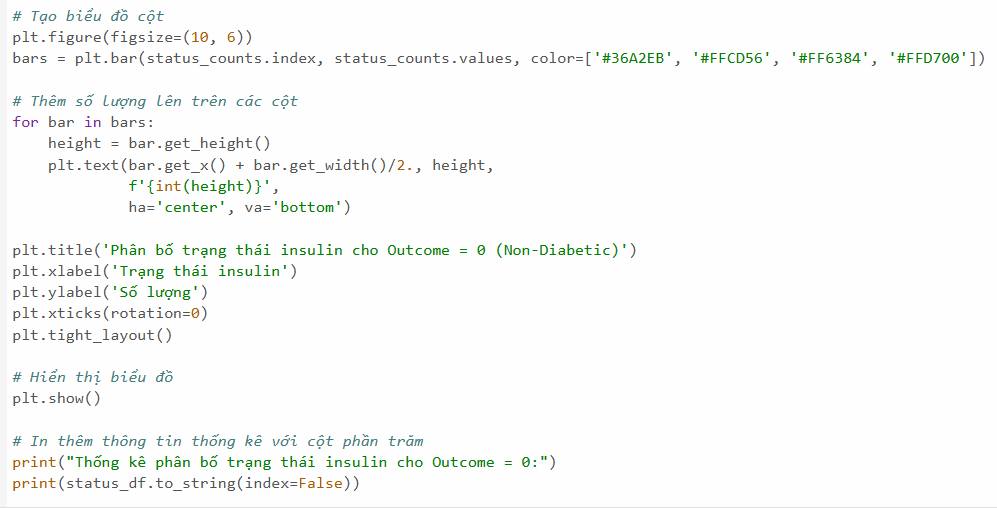 # Tạo biểu đồ cột
plt.figure(figsize=(10, 6))
bars = plt.bar(status_counts.index, status_counts.values, color=['#36A2EB', '#FFCD56', '#FF6384', '#FFD700'])
# Thêm số lượng lên trên các cột
for bar in bars:
    height = bar.get_height()
    plt.text(bar.get_x() + bar.get_width()/2., height,
             f'{int(height)}',
             ha='center', va='bottom')
plt.title('Phân bố trạng thái insulin cho Outcome = 0 (Non-Diabetic)')
plt.xlabel('Trạng thái insulin')
plt.ylabel('Số lượng')
plt.xticks(rotation=0)
plt.tight_layout()
# Hiển thị biểu đồ
plt.show()
# In thêm thông tin thống kê với cột phần trăm
print("Thống kê phân bố trạng thái insulin cho Outcome = 0:")
print(status_df.to_string(index=False))